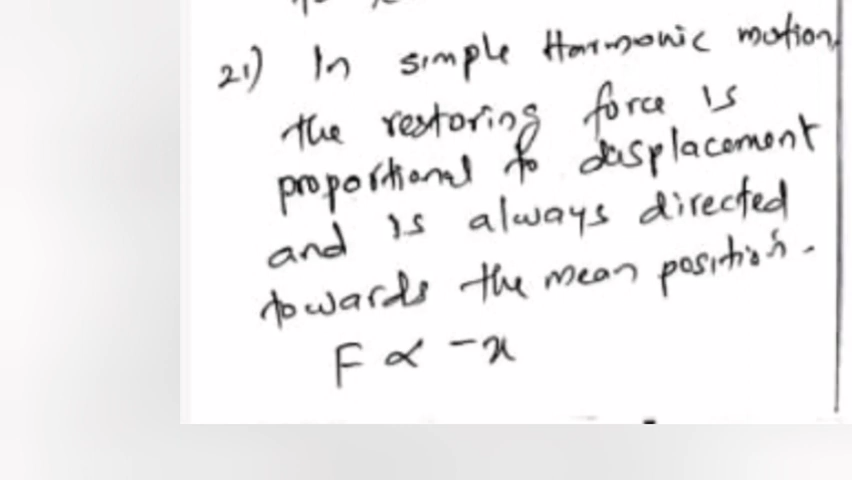 21) In simple Harmonic motion,
the restoring force is
proportional to displacement
and is always directed
towards the mean position.
F ∝ -x